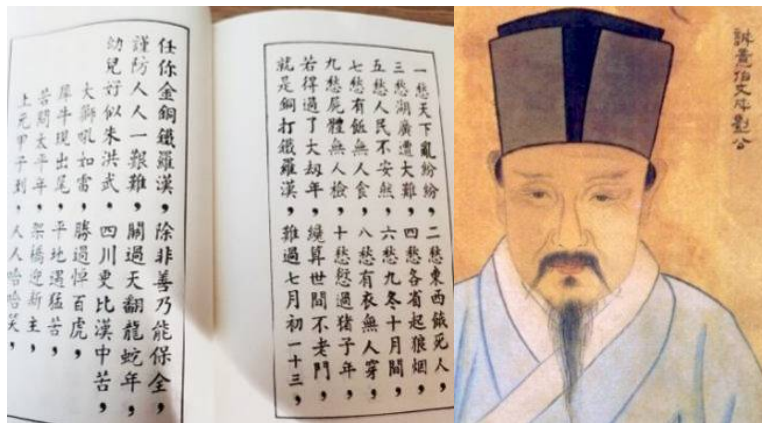 一愁天下亂紛紛，二愁東西餓死人，
三愁湖廣遭大難，四愁各省起狼烟，
五愁人民不安然，六愁九冬十月間，
七愁有飯無人食，八愁有衣無人穿，
九愁屍體無人檢，十愁過猪子年，
若得過了大刼年，纔算世間不老門，
就是銅打鐵羅漢，難過七月初一十三，
任你金銅鐵羅漢，除非善乃能保全，
謹防人人一艱難，關過天翻龍蛇年，
幼兒好似朱洪武，四川更比漢中苦，
大獅吼如雷，勝過悼百虎，
犀牛現出尾，平地遇猛苦，
若問太平年，架橋迎新主，
上元甲子到，人人哈哈笑，
誠意伯文成劉公